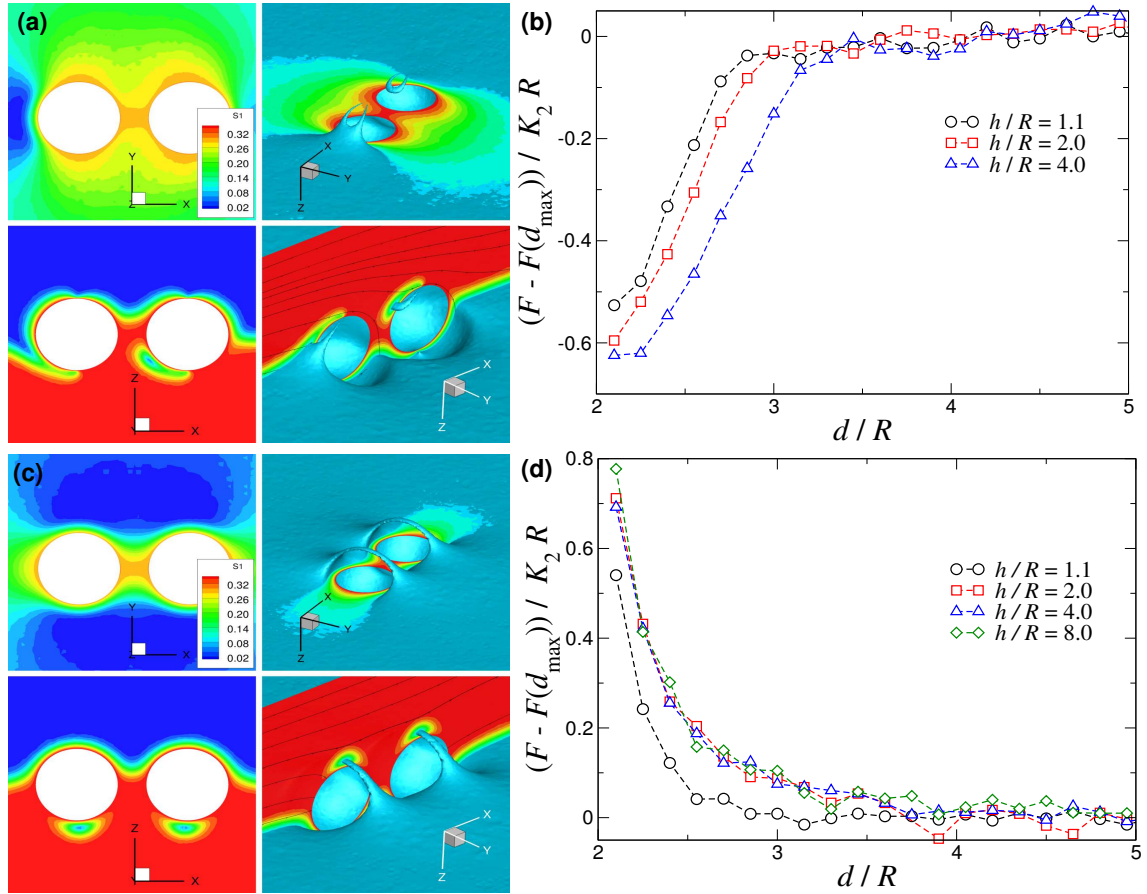 (a)
S1
0.32
0.26
0.20
0.14
0.08
0.02
Y
Z
X
X
Y
Z
Z
X
X
Y
Z
(b)
(F - F(d_max)) / K_2 R
0
-0.2
-0.4
-0.6
h / R = 1.1
h / R = 2.0
h / R = 4.0
2
3
4
5
d / R
(c)
S1
0.32
0.26
0.20
0.14
0.08
0.02
Y
Z
X
X
Y
Z
Z
X
X
Y
Z
(d)
(F - F(d_max)) / K_2 R
0.8
0.6
0.4
0.2
0
h / R = 1.1
h / R = 2.0
h / R = 4.0
h / R = 8.0
2
3
4
5
d / R